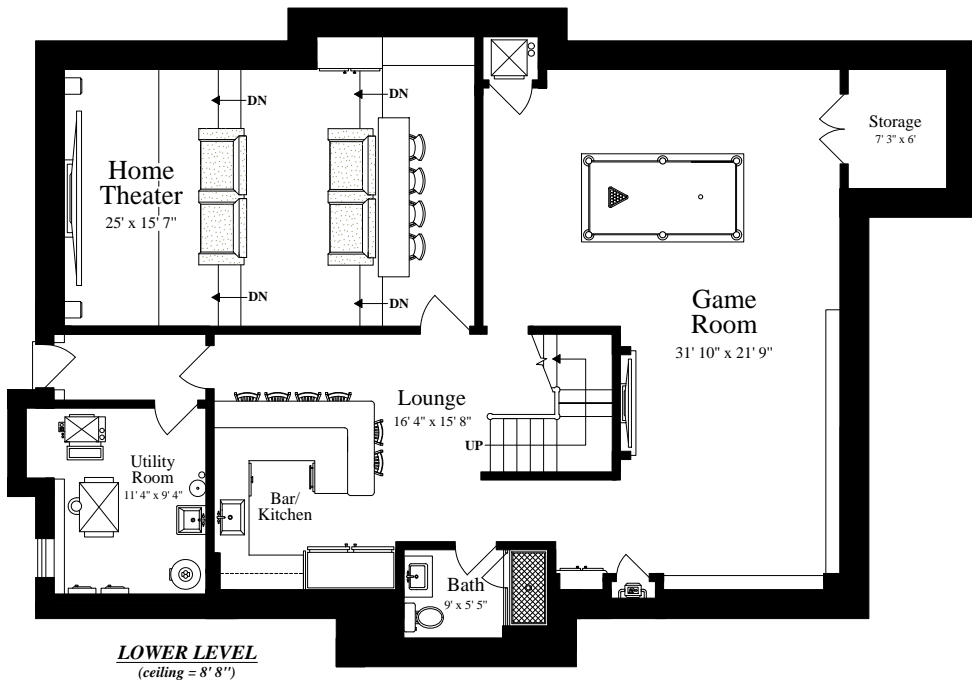 DN
DN
Storage
7' 3" x 6'
Home
Theater
25' x 15' 7"
DN
DN
Game
Room
31' 10" x 21' 9"
Lounge
16' 4" x 15' 8"
UP
Utility
Room
11' 4" x 9' 4"
Bar/
Kitchen
Bath
9' x 5' 5"
LOWER LEVEL
(ceiling = 8' 8")